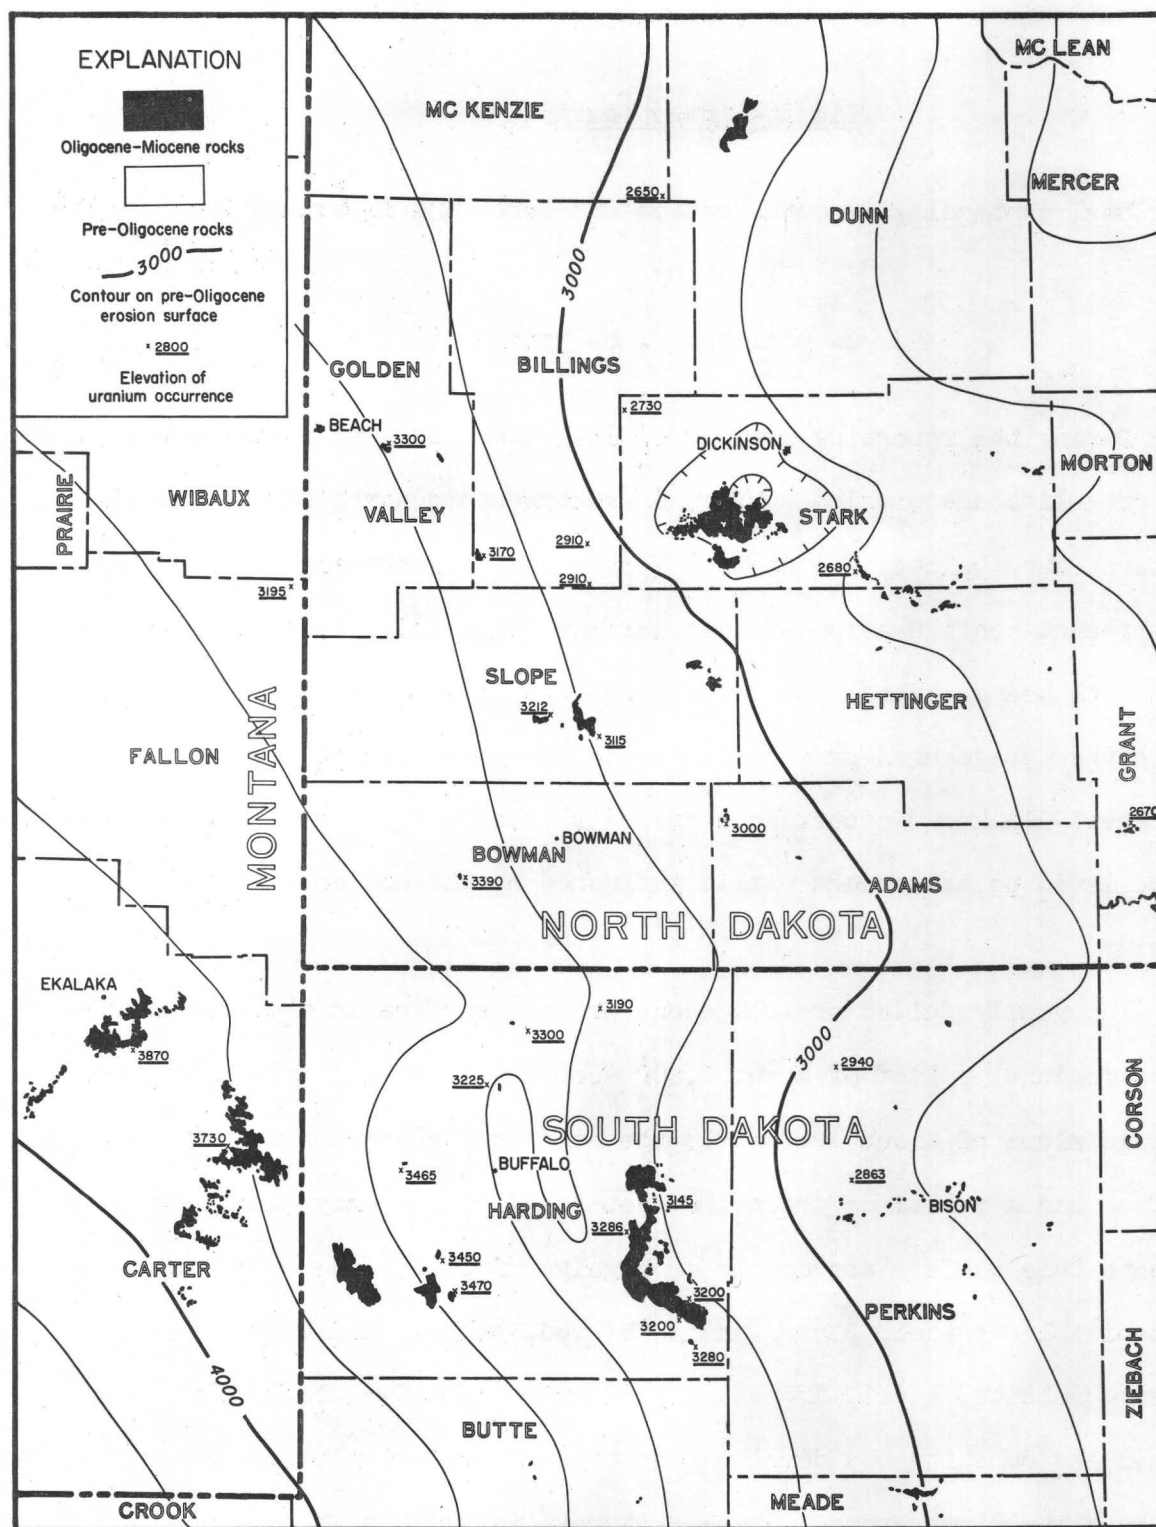 EXPLANATION
Oligocene-Miocene rocks
Pre-Oligocene rocks
3000
Contour on pre-Oligocene
erosion surface
x 2800
Elevation of
uranium occurrence
MC LEAN
MC KENZIE
MERCER
2650
DUNN
3000
GOLDEN
BILLINGS
2730
BEACH
3300
DICKINSON
MORTON
PRAIRIE
WIBAUX
VALLEY
STARK
2910
3170
2680
2910
3195
SLOPE
HETTINGER
3212
3115
MONTANA
FALLON
GRANT
2670
3000
BOWMAN
BOWMAN
3390
ADAMS
NORTH DAKOTA
EKALAKA
3190
3300
3000
3870
2940
3225
CORSON
SOUTH DAKOTA
3730
BUFFALO
3465
2863
HARDING
3145
BISON
3286
CARTER
3450
3470
3200
PERKINS
3200
3280
4000
ZIEBACH
BUTTE
MEADE
CROOK